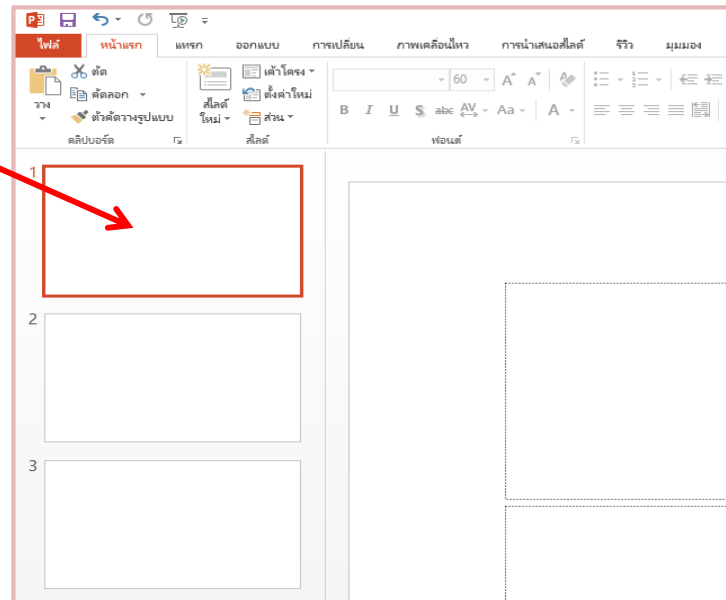 ไฟล์ หน้าแรก แทรก ออกแบบ การเปลี่ยน ภาพเคลื่อนไหว การนำเสนอสไลด์ รีวิว มุมมอง
วาง
ตัด
คัดลอก
ตัวคัดวางรูปแบบ
คลิปบอร์ด
สไลด์
ใหม่
เค้าโครง
ตั้งค่าใหม่
ส่วน
สไลด์
60 A A
B I U S abc AV Aa A
ฟอนต์
1
2
3